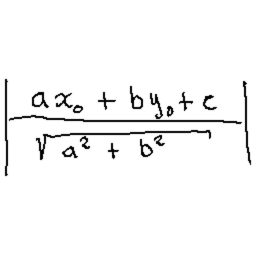 | (ax₀ + by₀ + c) / √(a² + b²) |